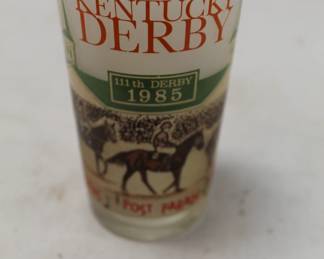 KENTUCKY
DERBY
111th DERBY
1985
POST PARADE